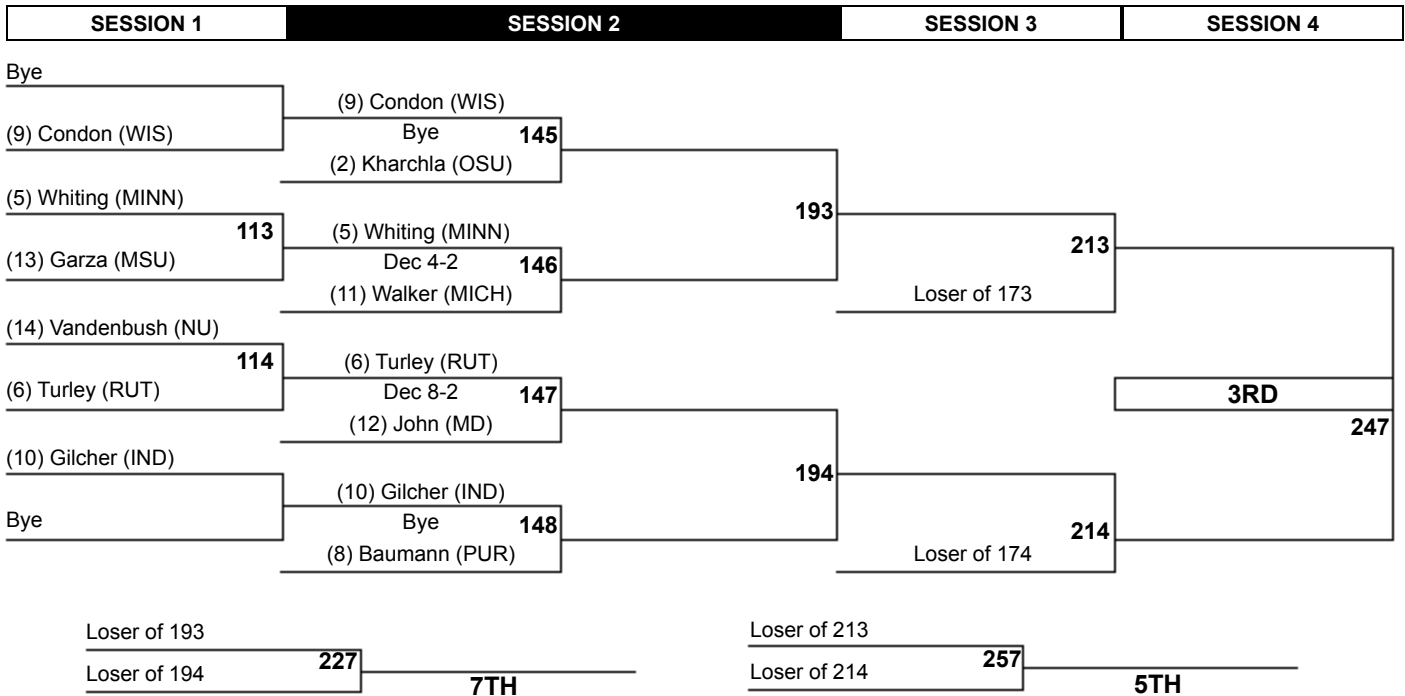 SESSION 1 SESSION 2 SESSION 3 SESSION 4
Bye
(9) Condon (WIS)
(9) Condon (WIS)
Bye 145
(2) Kharchla (OSU)
(5) Whiting (MINN)
113
(13) Garza (MSU)
(5) Whiting (MINN)
Dec 4-2 146
(11) Walker (MICH)
193
213
Loser of 173
(14) Vandenbush (NU)
114
(6) Turley (RUT)
(6) Turley (RUT)
Dec 8-2 147
(12) John (MD)
3RD
247
(10) Gilcher (IND)
Bye
(10) Gilcher (IND)
Bye 148
(8) Baumann (PUR)
194
214
Loser of 174
Loser of 193
227
Loser of 194
7TH
Loser of 213
257
Loser of 214
5TH